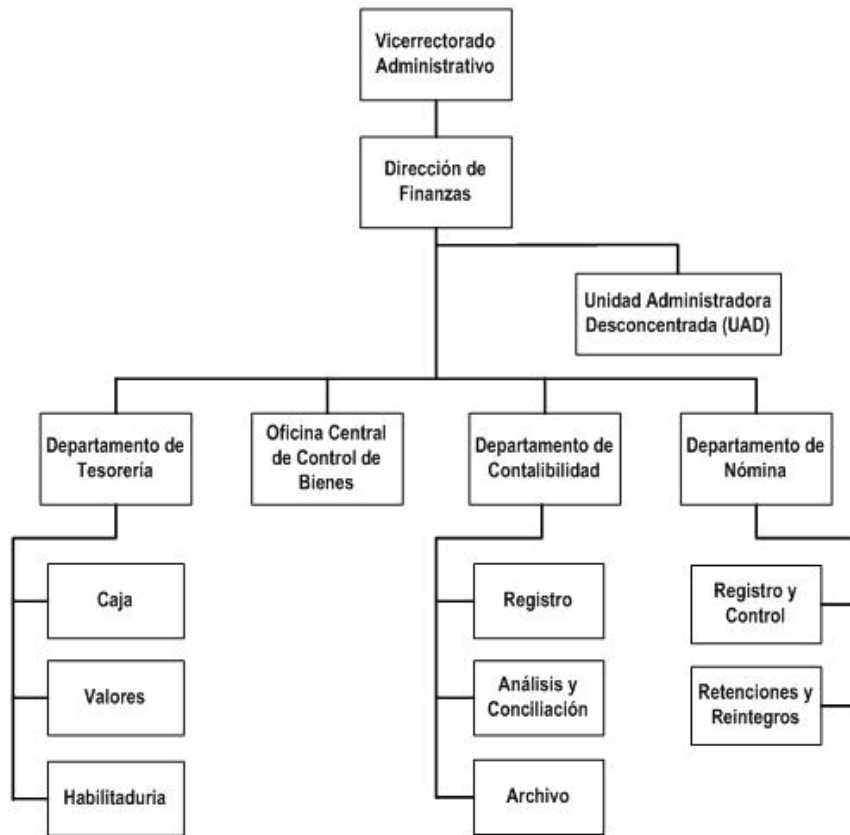 Vicerrectorado
Administrativo
Dirección de
Finanzas
Unidad Administradora
Desconcentrada (UAD)
Departamento de
Tesorería
Oficina Central
de Control de
Bienes
Departamento de
Contalibilidad
Departamento de
Nómina
Caja
Valores
Habilitaduria
Registro
Análisis y
Conciliación
Archivo
Registro y
Control
Retenciones y
Reintegros